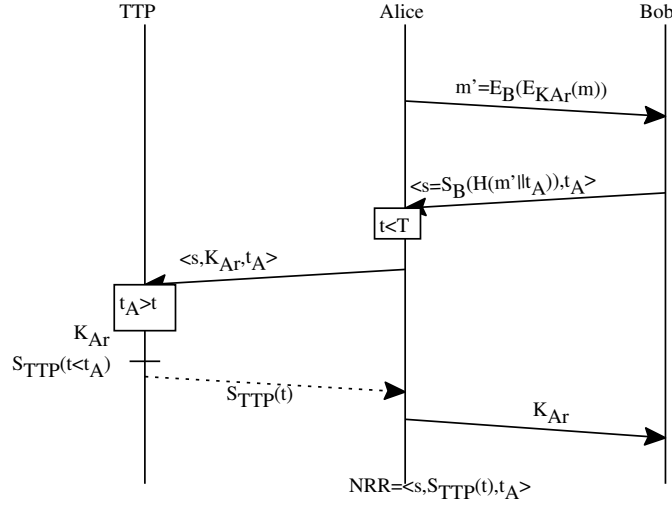 TTP Alice Bob
m'=E_B(E_KAr(m))
<s=S_B(H(m'||t_A)),t_A>
t<T
<s,K_Ar,t_A>
t_A>t
K_Ar
S_TTP(t<t_A)
S_TTP(t)
K_Ar
NRR=<s,S_TTP(t),t_A>